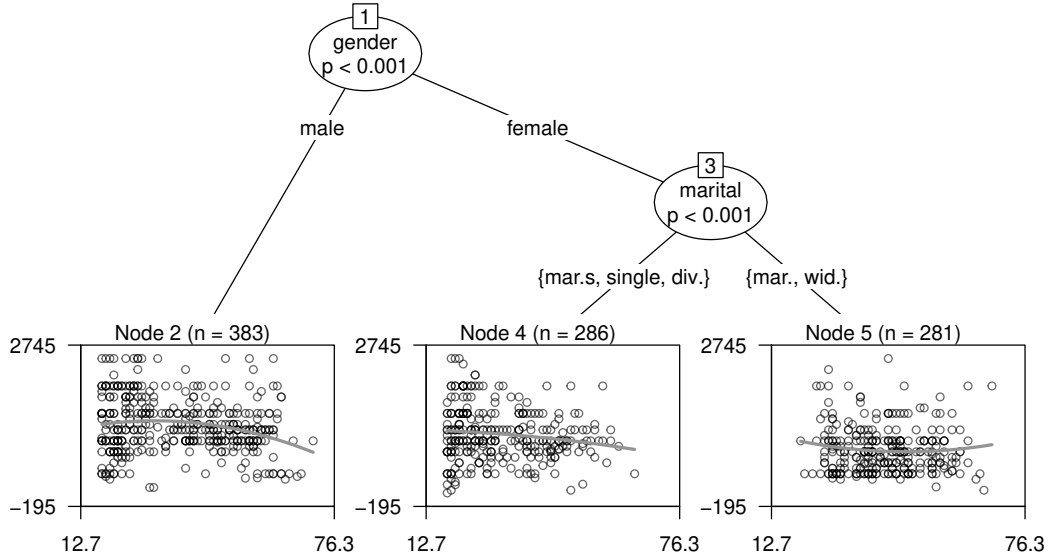 1
gender
p < 0.001
male
female
3
marital
p < 0.001
{mar.s, single, div.}
{mar., wid.}
Node 2 (n = 383)
2745
−195
12.7
76.3
Node 4 (n = 286)
2745
−195
12.7
76.3
Node 5 (n = 281)
2745
−195
12.7
76.3